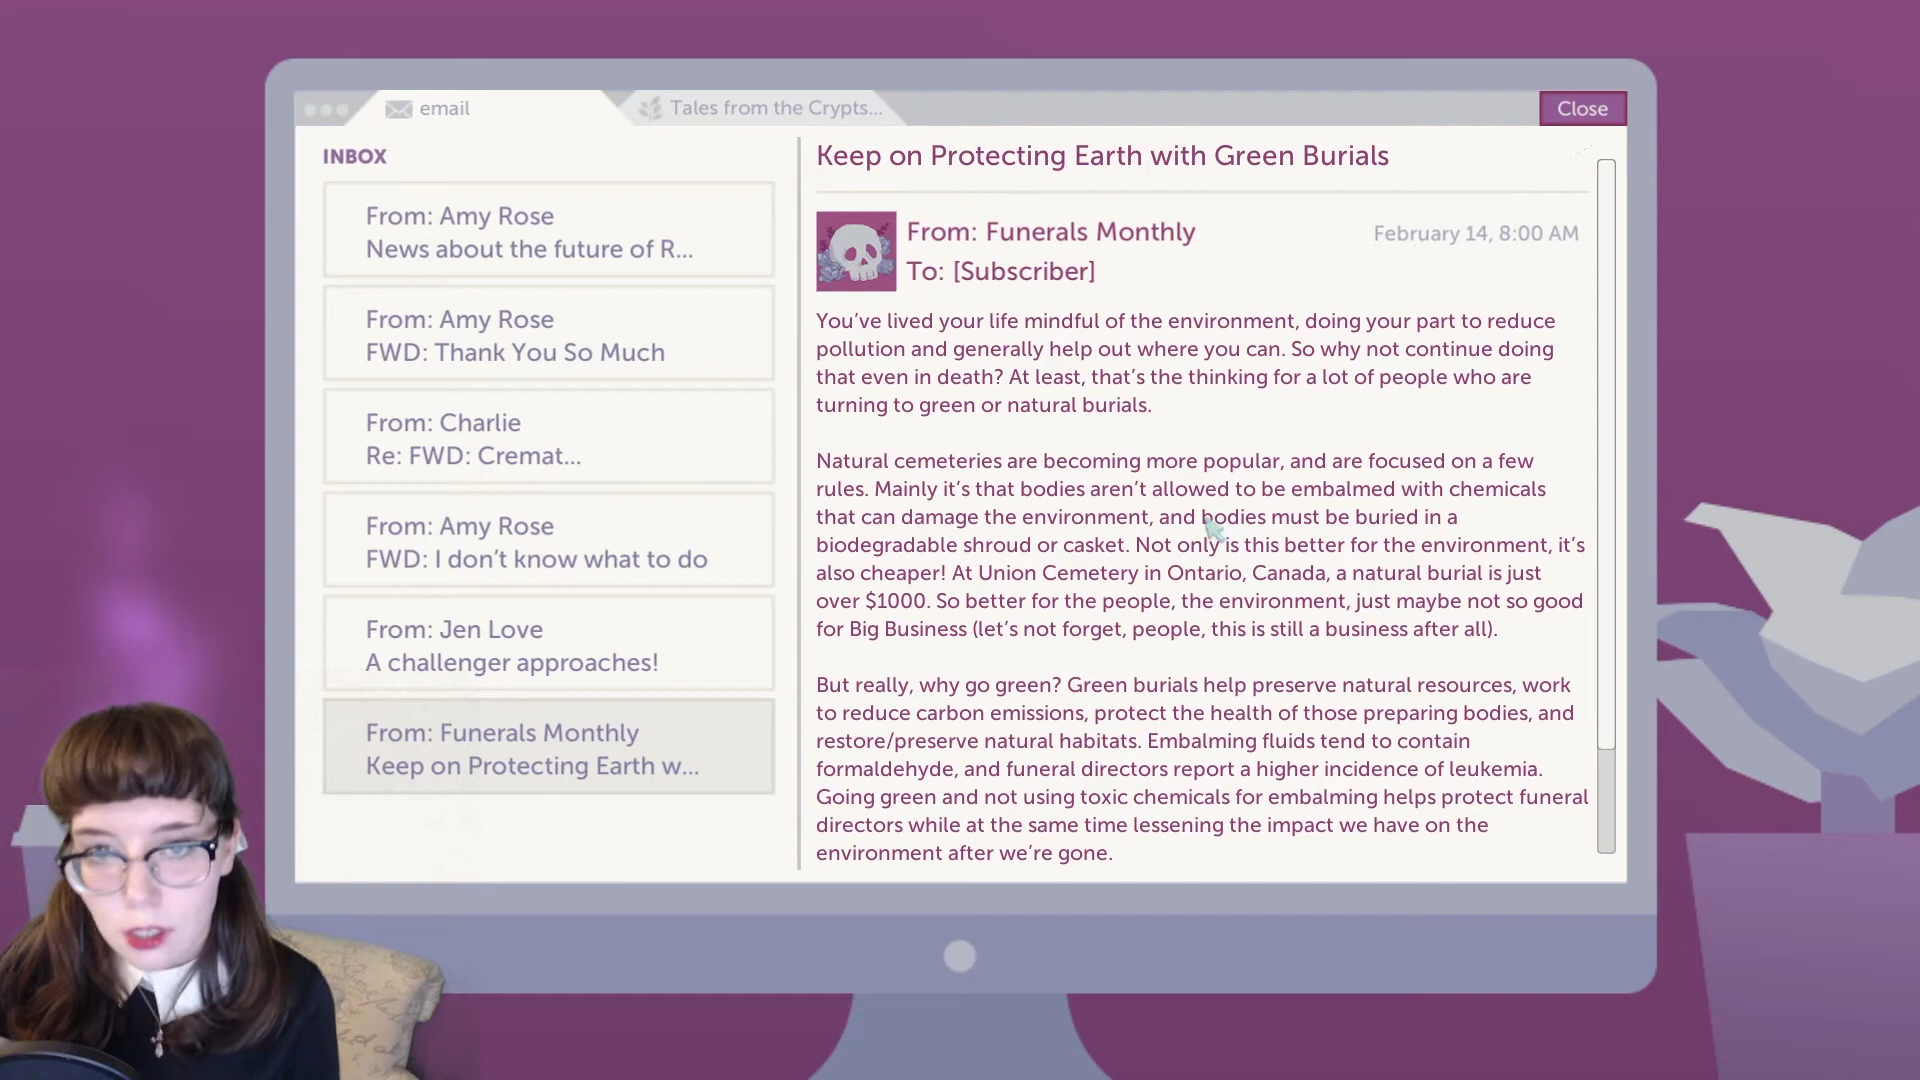 email
Tales from the Crypts...
Close
INBOX
From: Amy Rose
News about the future of R...
From: Amy Rose
FWD: Thank You So Much
From: Charlie
Re: FWD: Cremat...
From: Amy Rose
FWD: I don't know what to do
From: Jen Love
A challenger approaches!
From: Funerals Monthly
Keep on Protecting Earth w...
Keep on Protecting Earth with Green Burials
From: Funerals Monthly
February 14, 8:00 AM
To: [Subscriber]
You've lived your life mindful of the environment, doing your part to reduce
pollution and generally help out where you can. So why not continue doing
that even in death? At least, that's the thinking for a lot of people who are
turning to green or natural burials.
Natural cemeteries are becoming more popular, and are focused on a few
rules. Mainly it's that bodies aren't allowed to be embalmed with chemicals
that can damage the environment, and bodies must be buried in a
biodegradable shroud or casket. Not only is this better for the environment, it's
also cheaper! At Union Cemetery in Ontario, Canada, a natural burial is just
over $1000. So better for the people, the environment, just maybe not so good
for Big Business (let's not forget, people, this is still a business after all).
But really, why go green? Green burials help preserve natural resources, work
to reduce carbon emissions, protect the health of those preparing bodies, and
restore/preserve natural habitats. Embalming fluids tend to contain
formaldehyde, and funeral directors report a higher incidence of leukemia.
Going green and not using toxic chemicals for embalming helps protect funeral
directors while at the same time lessening the impact we have on the
environment after we're gone.